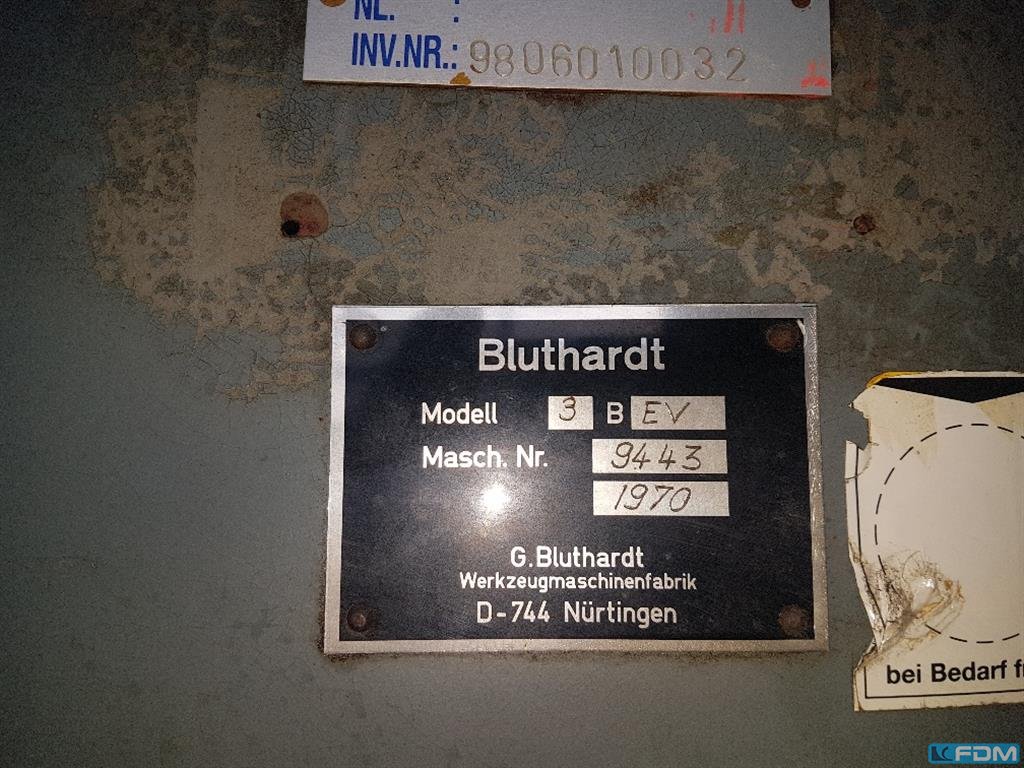 NL. :
INV.NR.: 9806010032
Bluthardt
Modell 3 B EV
Masch. Nr. 9443
1970
G.Bluthardt
Werkzeugmaschinenfabrik
D-744 Nürtingen
bei Bedarf
FDM